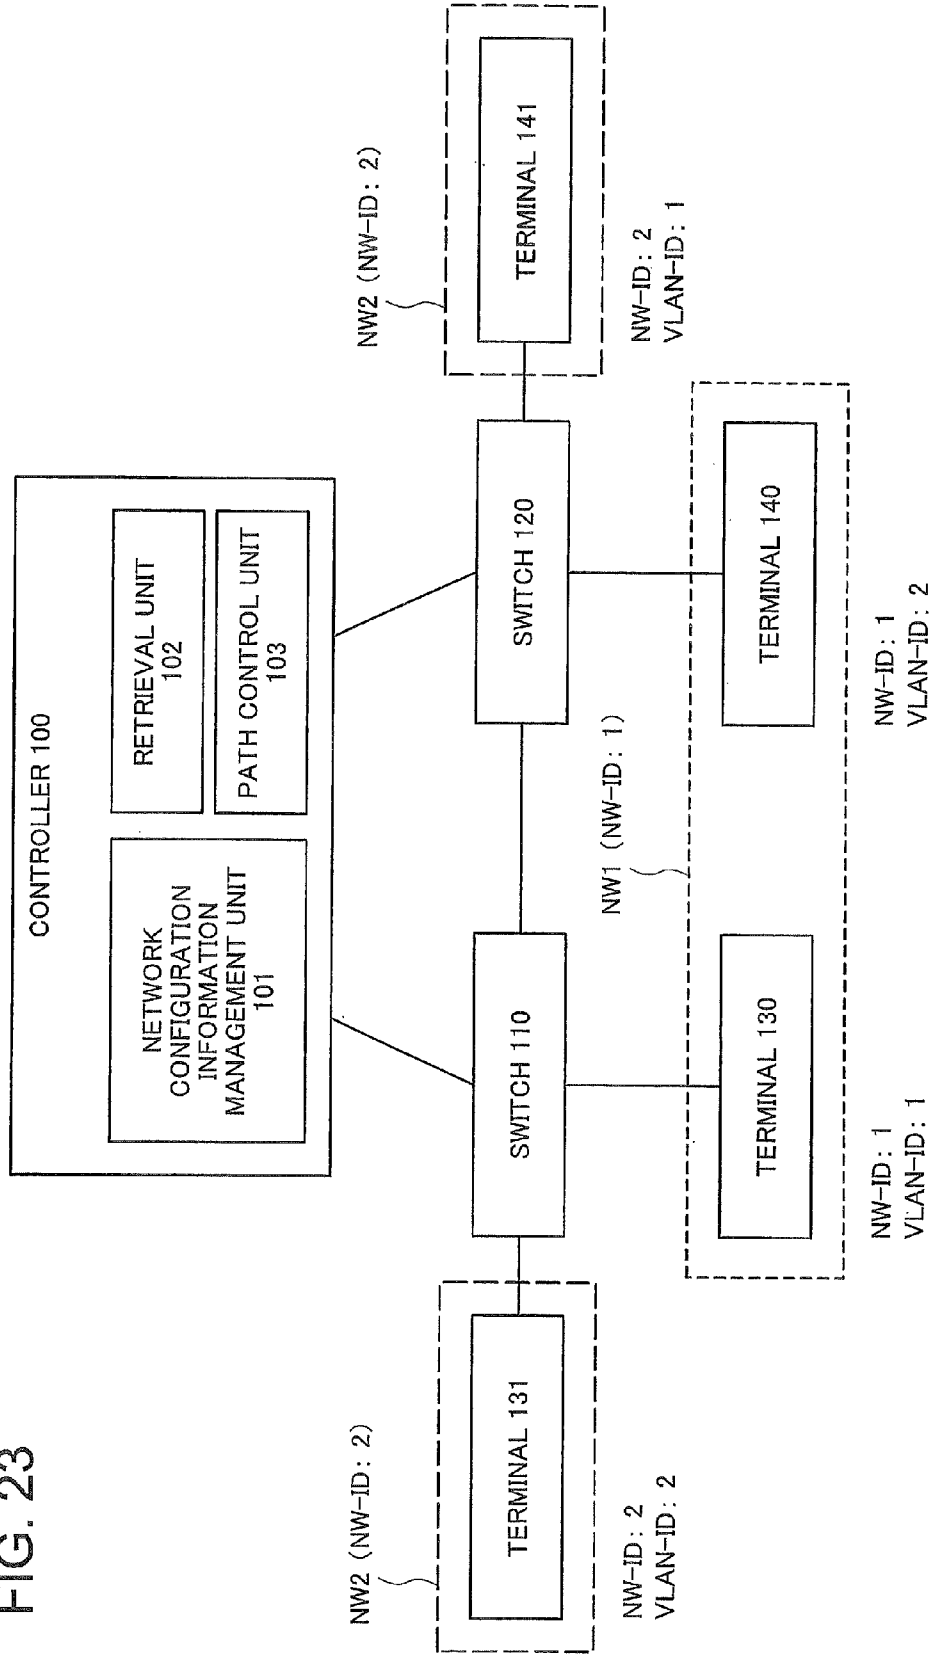 FIG. 23
CONTROLLER 100
NETWORK
CONFIGURATION
INFORMATION
MANAGEMENT UNIT
101
RETRIEVAL UNIT
102
PATH CONTROL UNIT
103
NW2 (NW-ID: 2)
TERMINAL 131
NW-ID: 2
VLAN-ID: 2
SWITCH 110
SWITCH 120
NW2 (NW-ID: 2)
TERMINAL 141
NW-ID: 2
VLAN-ID: 1
NW1 (NW-ID: 1)
TERMINAL 130
NW-ID: 1
VLAN-ID: 1
TERMINAL 140
NW-ID: 1
VLAN-ID: 2